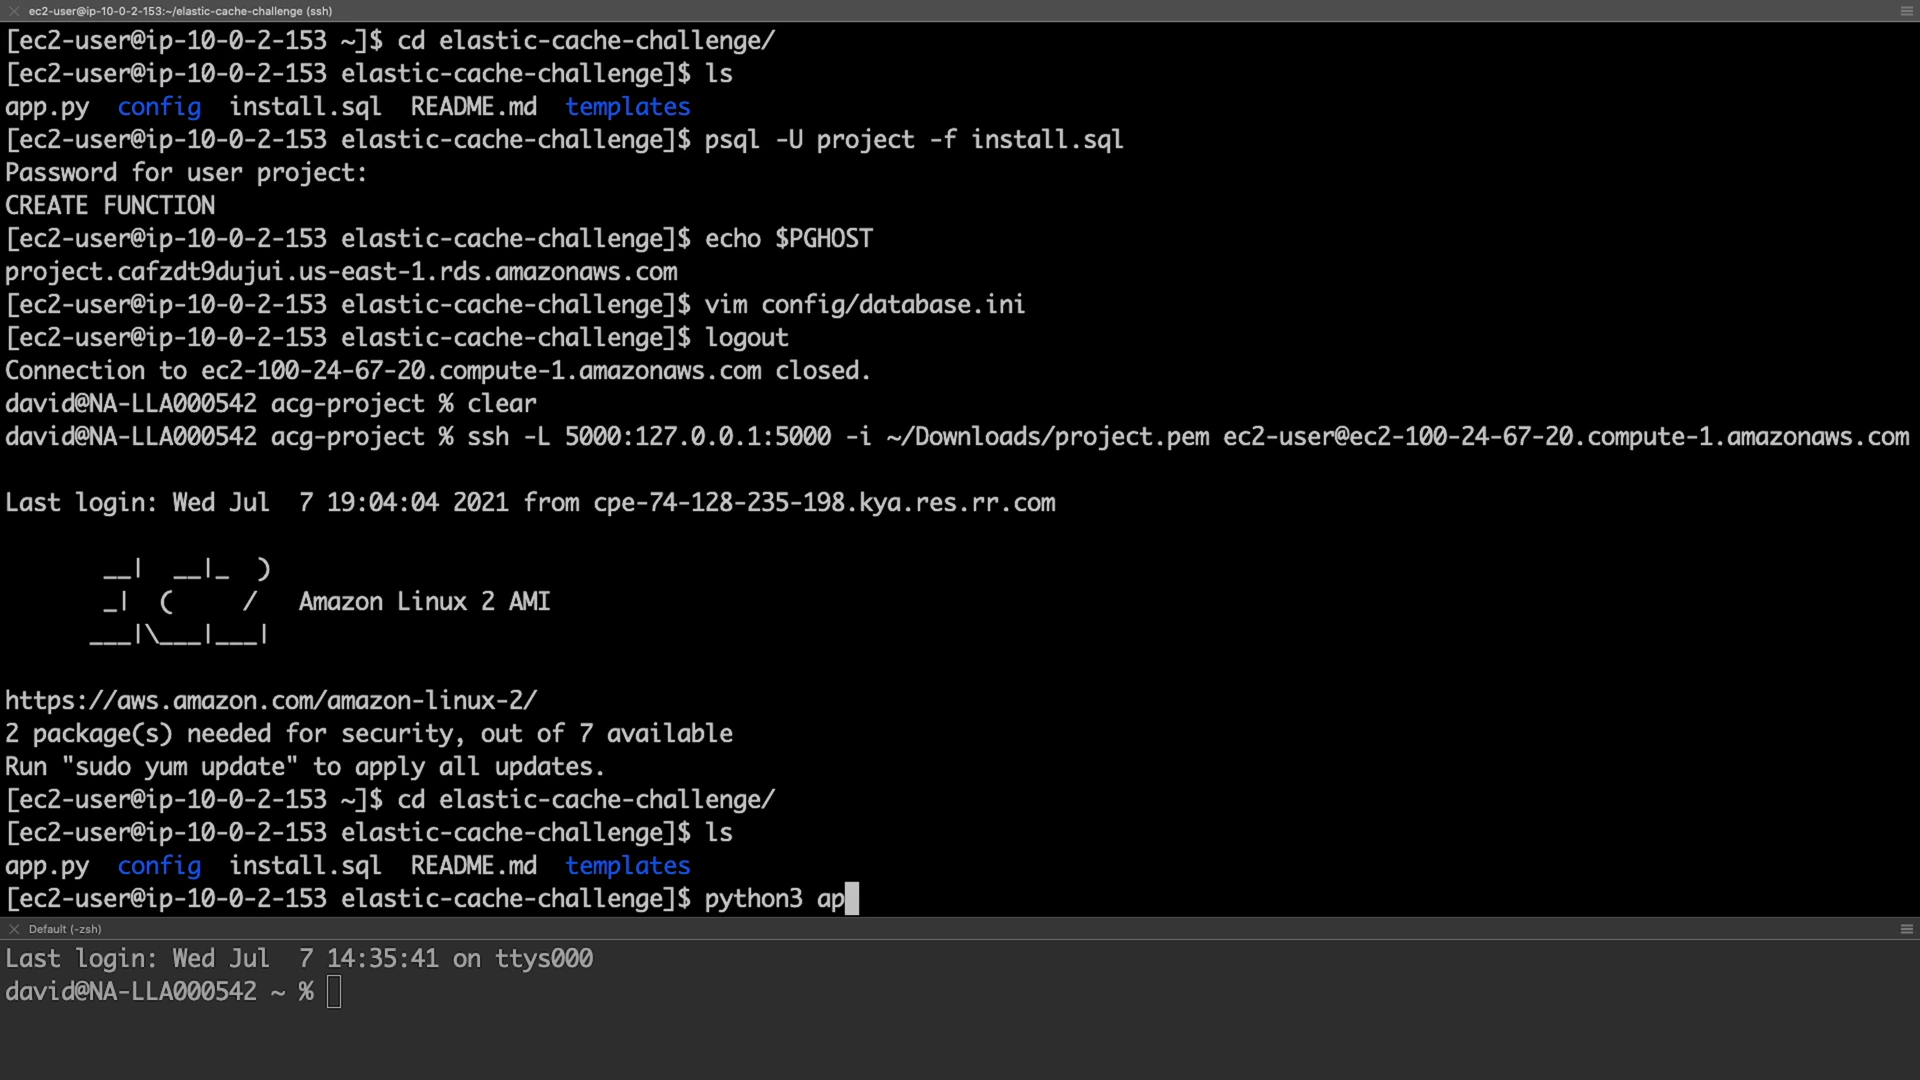 ec2-user@ip-10-0-2-153:~/elastic-cache-challenge (ssh)
[ec2-user@ip-10-0-2-153 ~]$ cd elastic-cache-challenge/
[ec2-user@ip-10-0-2-153 elastic-cache-challenge]$ ls
app.py  config  install.sql  README.md  templates
[ec2-user@ip-10-0-2-153 elastic-cache-challenge]$ psql -U project -f install.sql
Password for user project:
CREATE FUNCTION
[ec2-user@ip-10-0-2-153 elastic-cache-challenge]$ echo $PGHOST
project.cafzdt9dujui.us-east-1.rds.amazonaws.com
[ec2-user@ip-10-0-2-153 elastic-cache-challenge]$ vim config/database.ini
[ec2-user@ip-10-0-2-153 elastic-cache-challenge]$ logout
Connection to ec2-100-24-67-20.compute-1.amazonaws.com closed.
david@NA-LLA000542 acg-project % clear
david@NA-LLA000542 acg-project % ssh -L 5000:127.0.0.1:5000 -i ~/Downloads/project.pem ec2-user@ec2-100-24-67-20.compute-1.amazonaws.com
Last login: Wed Jul  7 19:04:04 2021 from cpe-74-128-235-198.kya.res.rr.com
       __|  __|_  )
       _|  (     /   Amazon Linux 2 AMI
      ___|\___|___|
https://aws.amazon.com/amazon-linux-2/
2 package(s) needed for security, out of 7 available
Run "sudo yum update" to apply all updates.
[ec2-user@ip-10-0-2-153 ~]$ cd elastic-cache-challenge/
[ec2-user@ip-10-0-2-153 elastic-cache-challenge]$ ls
app.py  config  install.sql  README.md  templates
[ec2-user@ip-10-0-2-153 elastic-cache-challenge]$ python3 ap
Default (-zsh)
Last login: Wed Jul  7 14:35:41 on ttys000
david@NA-LLA000542 ~ %